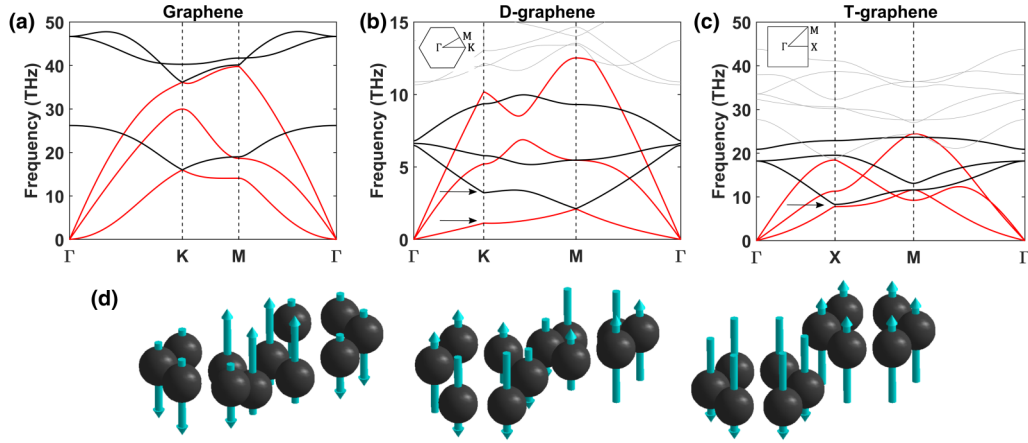 (a) Graphene
50
40
30
20
10
0
Frequency (THz)
Γ K M Γ
(b) D-graphene
15
10
5
0
Frequency (THz)
M
Γ K
Γ K M Γ
(c) T-graphene
50
40
30
20
10
0
Frequency (THz)
M
Γ X
Γ X M Γ
(d)